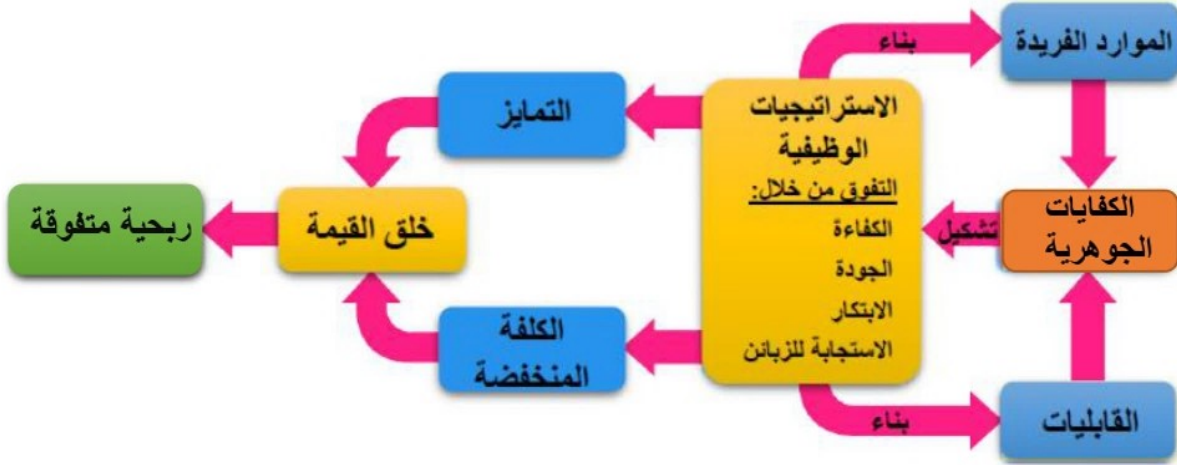 بناء
الموارد الفريدة
الاستراتيجيات
الوظيفية
التفوق من خلال:
الكفاءة
الجودة
الابتكار
الاستجابة للزبائن
الكفايات
الجوهرية
تشكيل
القابليات
بناء
التمايز
الكلفة
المنخفضة
خلق القيمة
ربحية متفوقة